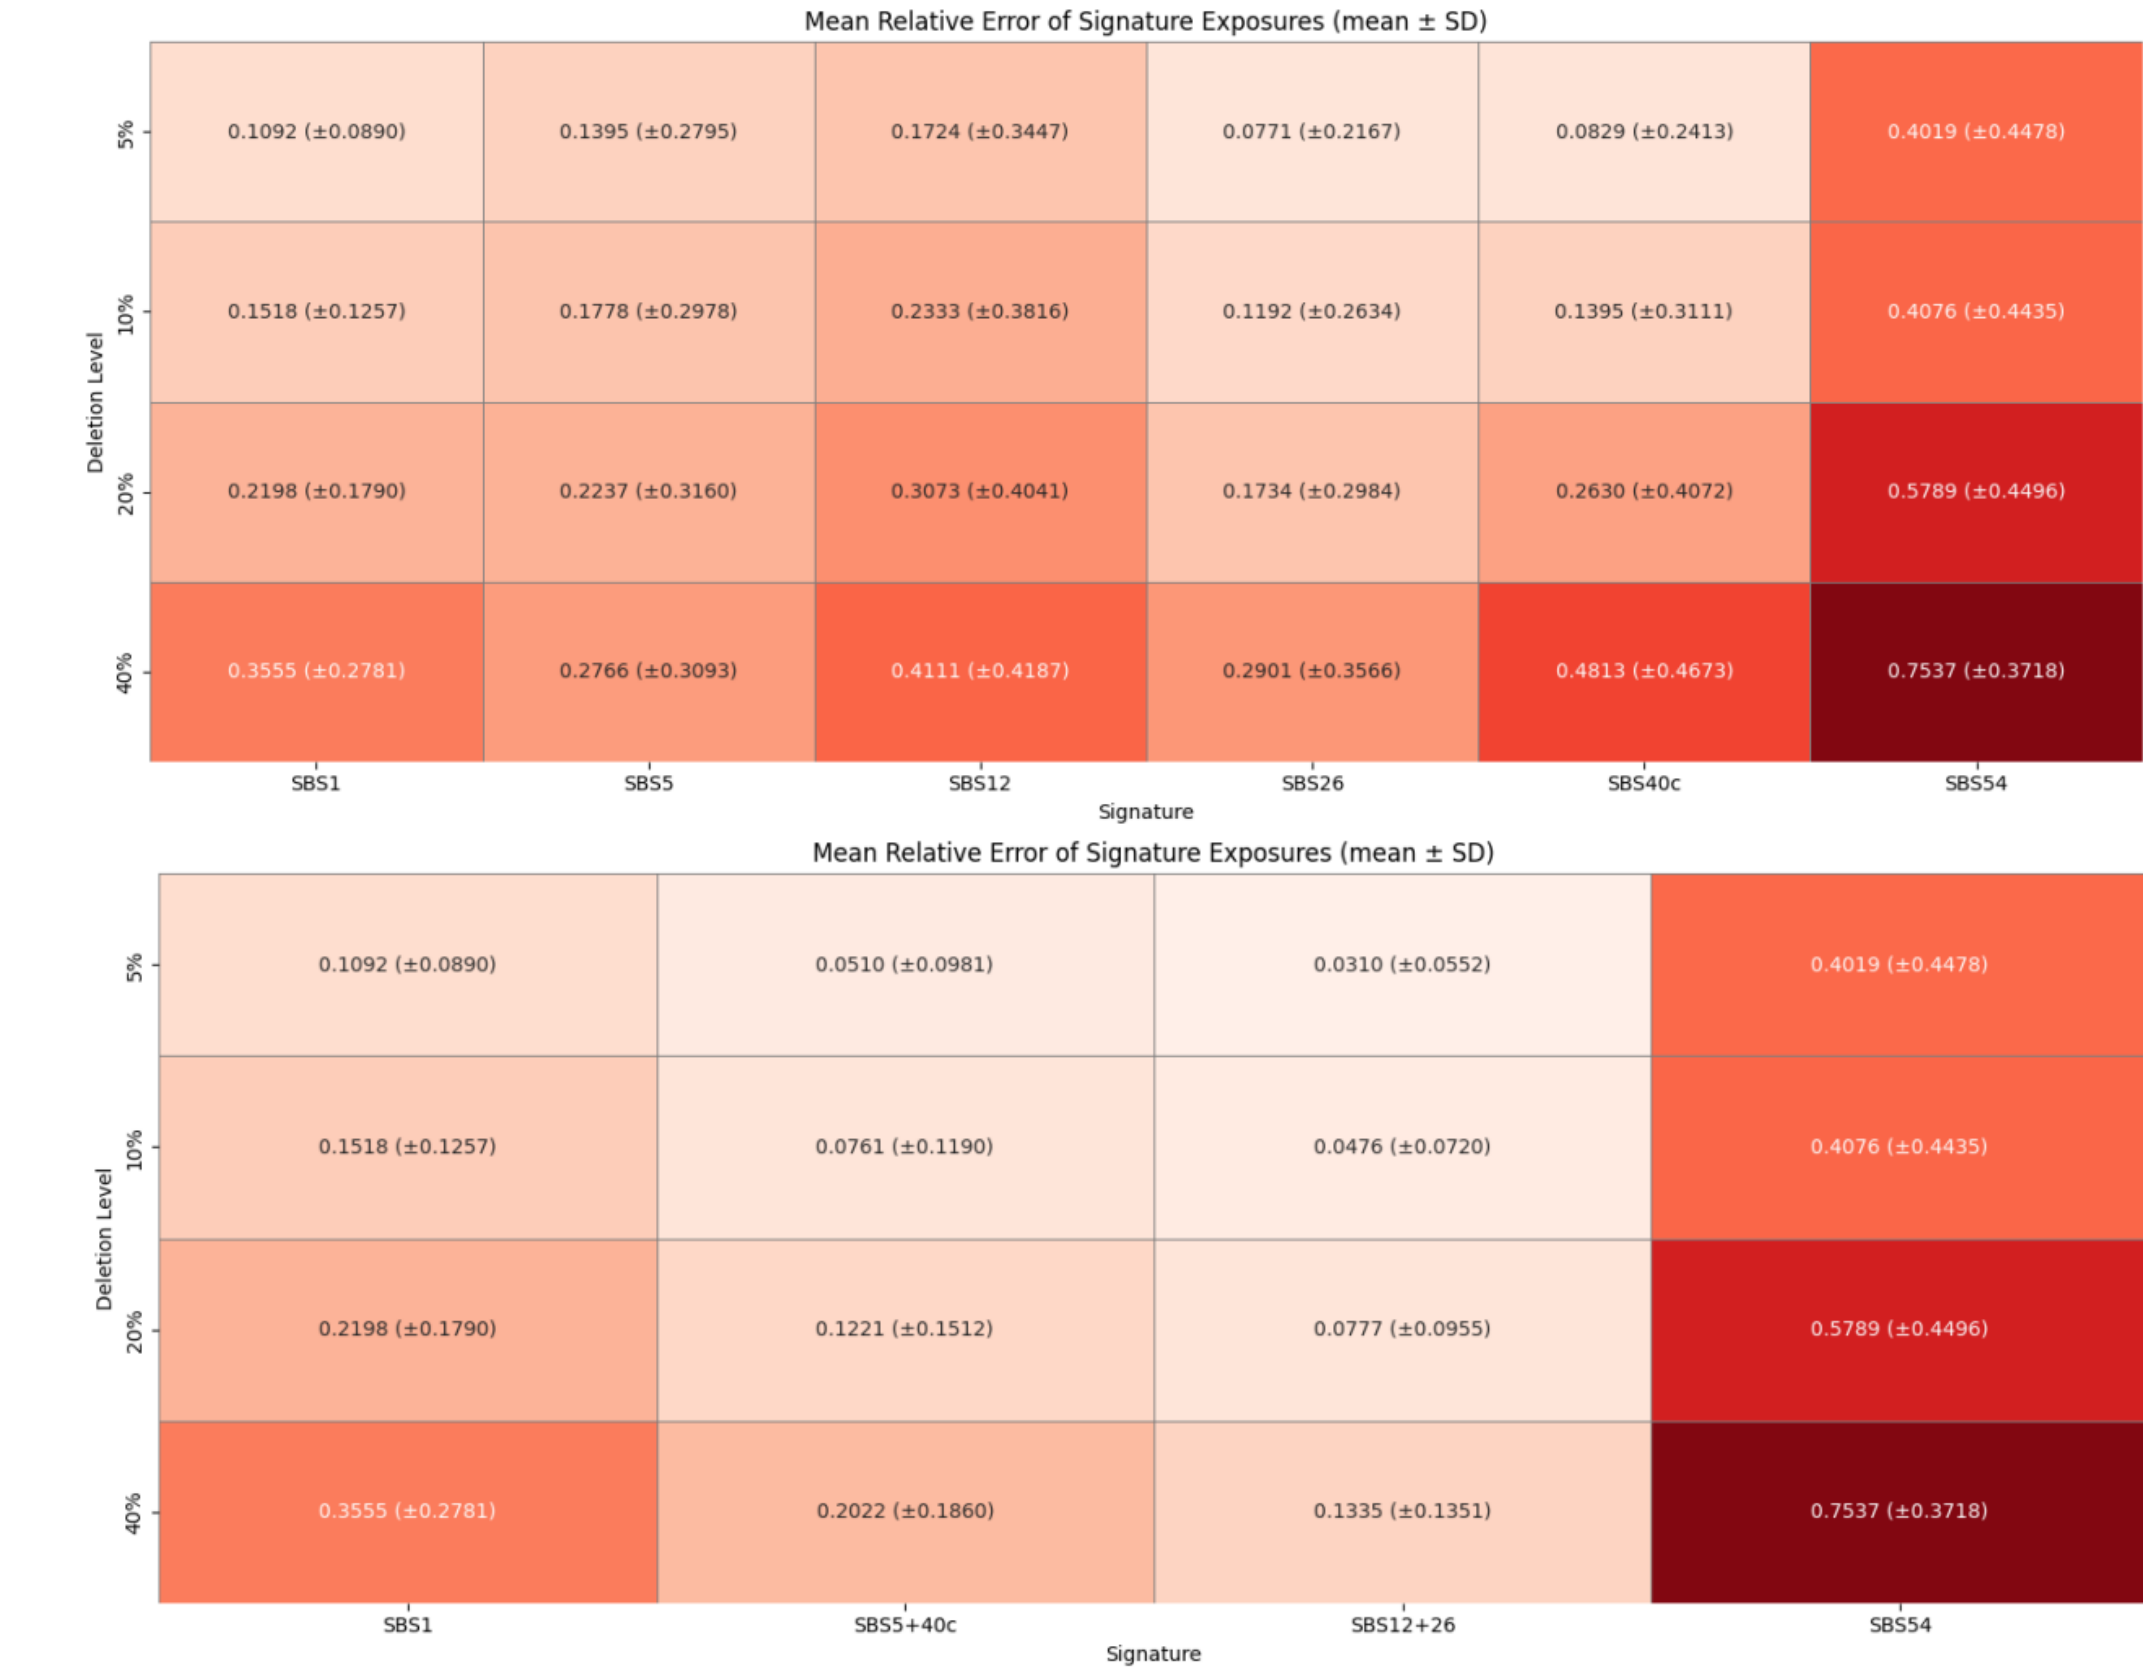 Mean Relative Error of Signature Exposures (mean ± SD)
Deletion Level
5% 0.1092 (±0.0890) 0.1395 (±0.2795) 0.1724 (±0.3447) 0.0771 (±0.2167) 0.0829 (±0.2413) 0.4019 (±0.4478)
10% 0.1518 (±0.1257) 0.1778 (±0.2978) 0.2333 (±0.3816) 0.1192 (±0.2634) 0.1395 (±0.3111) 0.4076 (±0.4435)
20% 0.2198 (±0.1790) 0.2237 (±0.3160) 0.3073 (±0.4041) 0.1734 (±0.2984) 0.2630 (±0.4072) 0.5789 (±0.4496)
40% 0.3555 (±0.2781) 0.2766 (±0.3093) 0.4111 (±0.4187) 0.2901 (±0.3566) 0.4813 (±0.4673) 0.7537 (±0.3718)
SBS1 SBS5 SBS12 SBS26 SBS40c SBS54
Signature
Mean Relative Error of Signature Exposures (mean ± SD)
Deletion Level
5% 0.1092 (±0.0890) 0.0510 (±0.0981) 0.0310 (±0.0552) 0.4019 (±0.4478)
10% 0.1518 (±0.1257) 0.0761 (±0.1190) 0.0476 (±0.0720) 0.4076 (±0.4435)
20% 0.2198 (±0.1790) 0.1221 (±0.1512) 0.0777 (±0.0955) 0.5789 (±0.4496)
40% 0.3555 (±0.2781) 0.2022 (±0.1860) 0.1335 (±0.1351) 0.7537 (±0.3718)
SBS1 SBS5+40c SBS12+26 SBS54
Signature